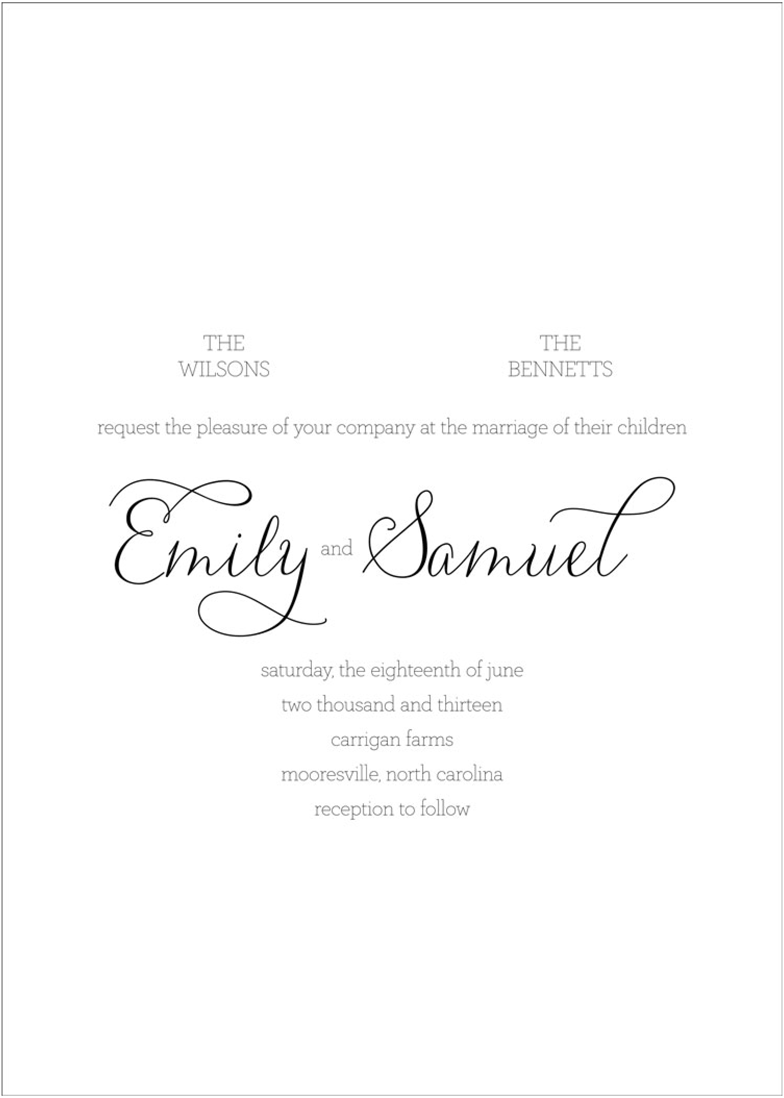 THE
WILSONS
THE
BENNETTS
request the pleasure of your company at the marriage of their children
Emily and Samuel
saturday, the eighteenth of june
two thousand and thirteen
carrigan farms
mooresville, north carolina
reception to follow